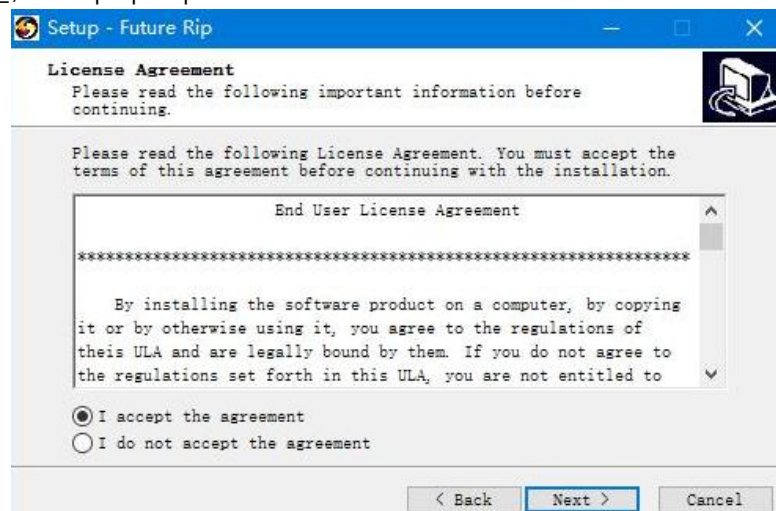 Setup - Future Rip
License Agreement
Please read the following important information before
continuing.
Please read the following License Agreement. You must accept the
terms of this agreement before continuing with the installation.
End User License Agreement
*****************************************************************
By installing the software product on a computer, by copying
it or by otherwise using it, you agree to the regulations of
theis ULA and are legally bound by them. If you do not agree to
the regulations set forth in this ULA, you are not entitled to
I accept the agreement
I do not accept the agreement
< Back Next > Cancel